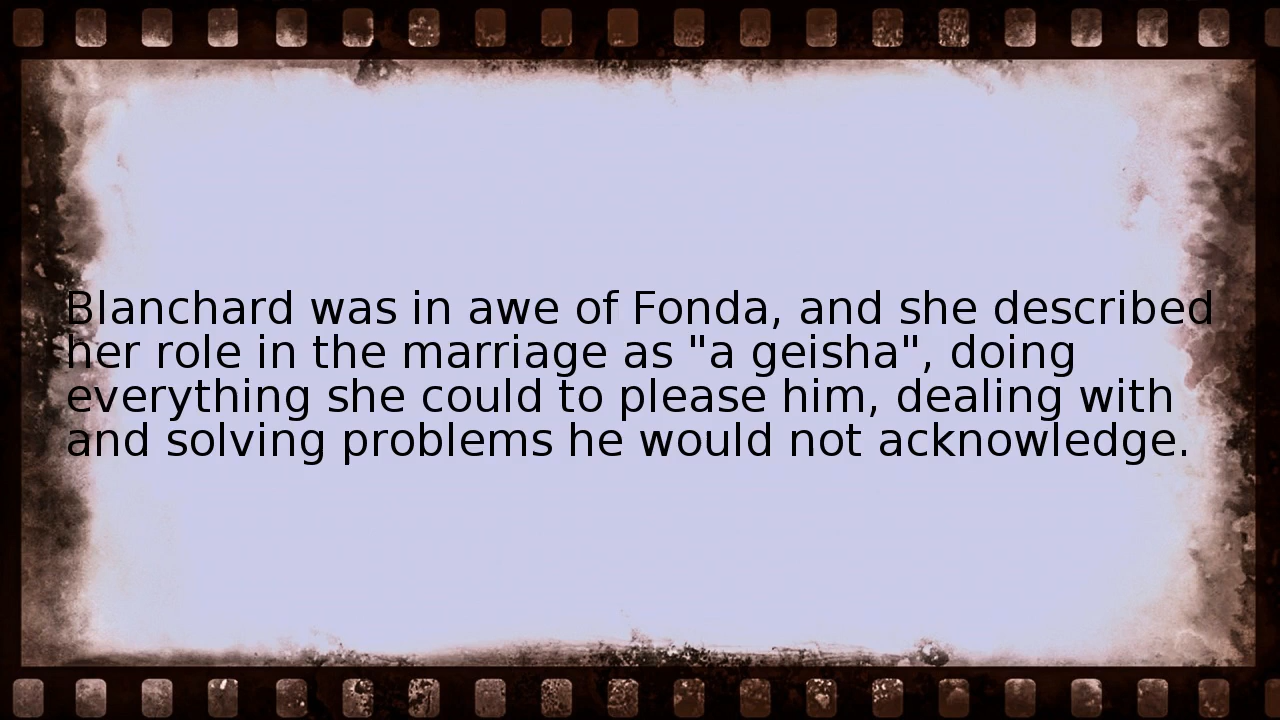 Blanchard was in awe of Fonda, and she described
her role in the marriage as "a geisha", doing
everything she could to please him, dealing with
and solving problems he would not acknowledge.